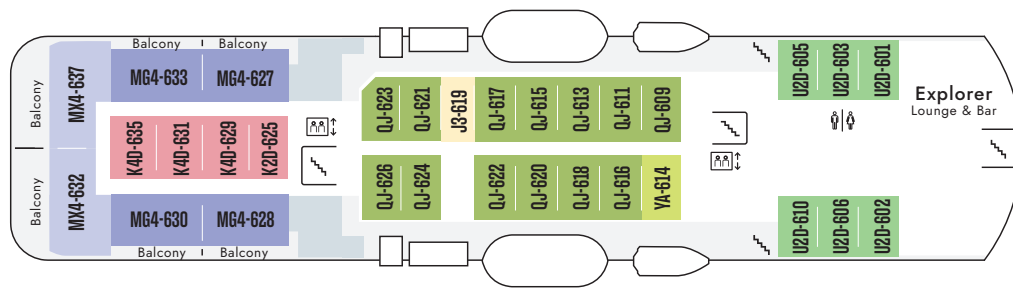 Balcony
Balcony
Balcony
Balcony
MX4-637
MX4-632
MG4-633
MG4-627
K4D-635
K4D-631
K4D-629
K2D-625
MG4-630
MG4-628
Balcony
Balcony
QJ-623
QJ-621
J3-619
QJ-617
QJ-615
QJ-613
QJ-611
QJ-609
QJ-626
QJ-624
QJ-622
QJ-620
QJ-618
QJ-616
YA-614
U2D-605
U2D-603
U2D-601
Explorer
Lounge & Bar
U2D-610
U2D-606
U2D-602